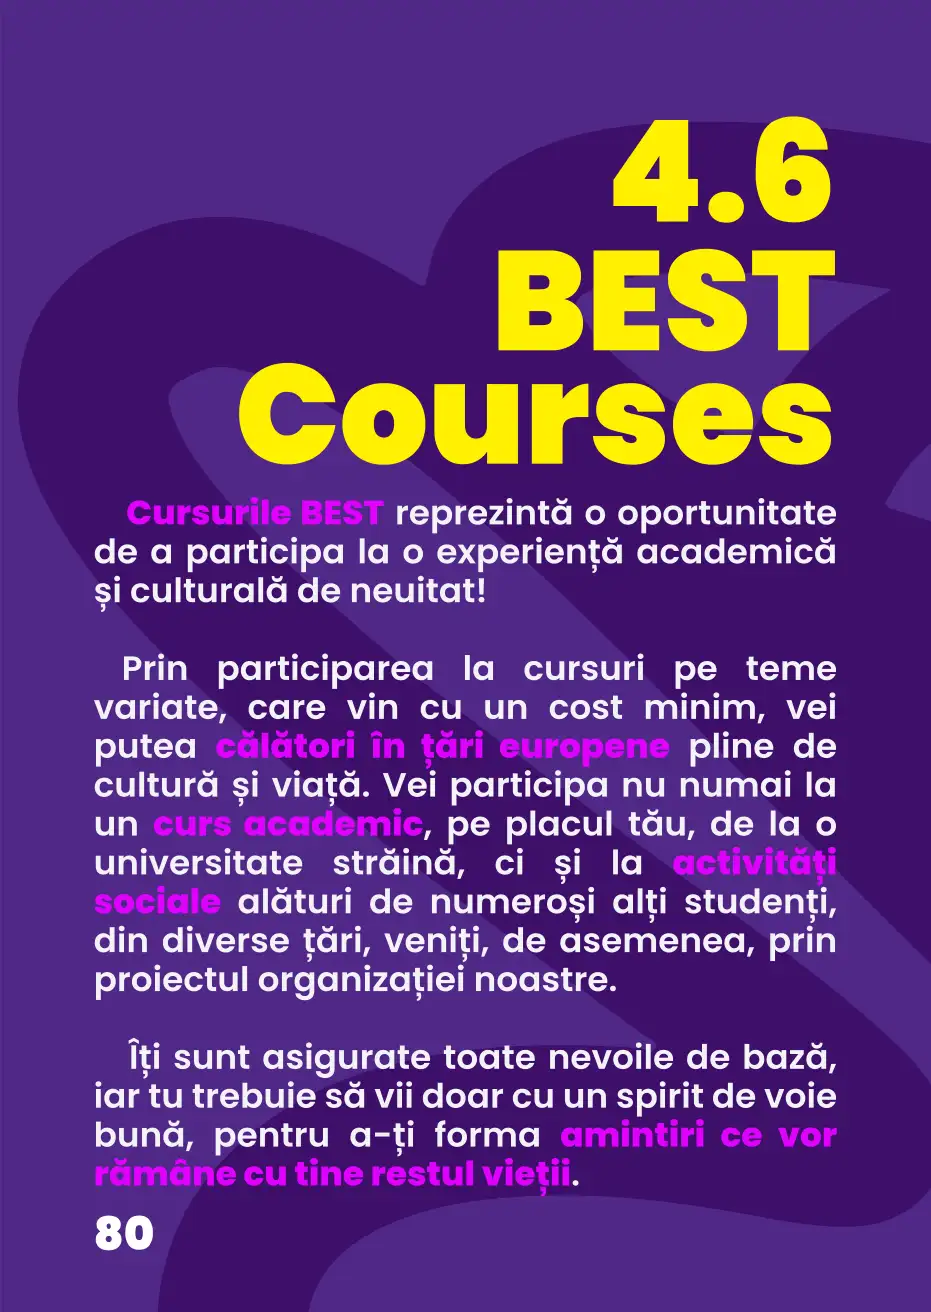 4.6
BEST
Courses
Cursurile BEST reprezintă o oportunitate
de a participa la o experiență academică
și culturală de neuitat!
Prin participarea la cursuri pe teme
variate, care vin cu un cost minim, vei
putea călători în țări europene pline de
cultură și viață. Vei participa nu numai la
un curs academic, pe placul tău, de la o
universitate străină, ci și la activități
sociale alături de numeroși alți studenți,
din diverse țări, veniți, de asemenea, prin
proiectul organizației noastre.
Îți sunt asigurate toate nevoile de bază,
iar tu trebuie să vii doar cu un spirit de voie
bună, pentru a-ți forma amintiri ce vor
rămâne cu tine restul vieții.
80